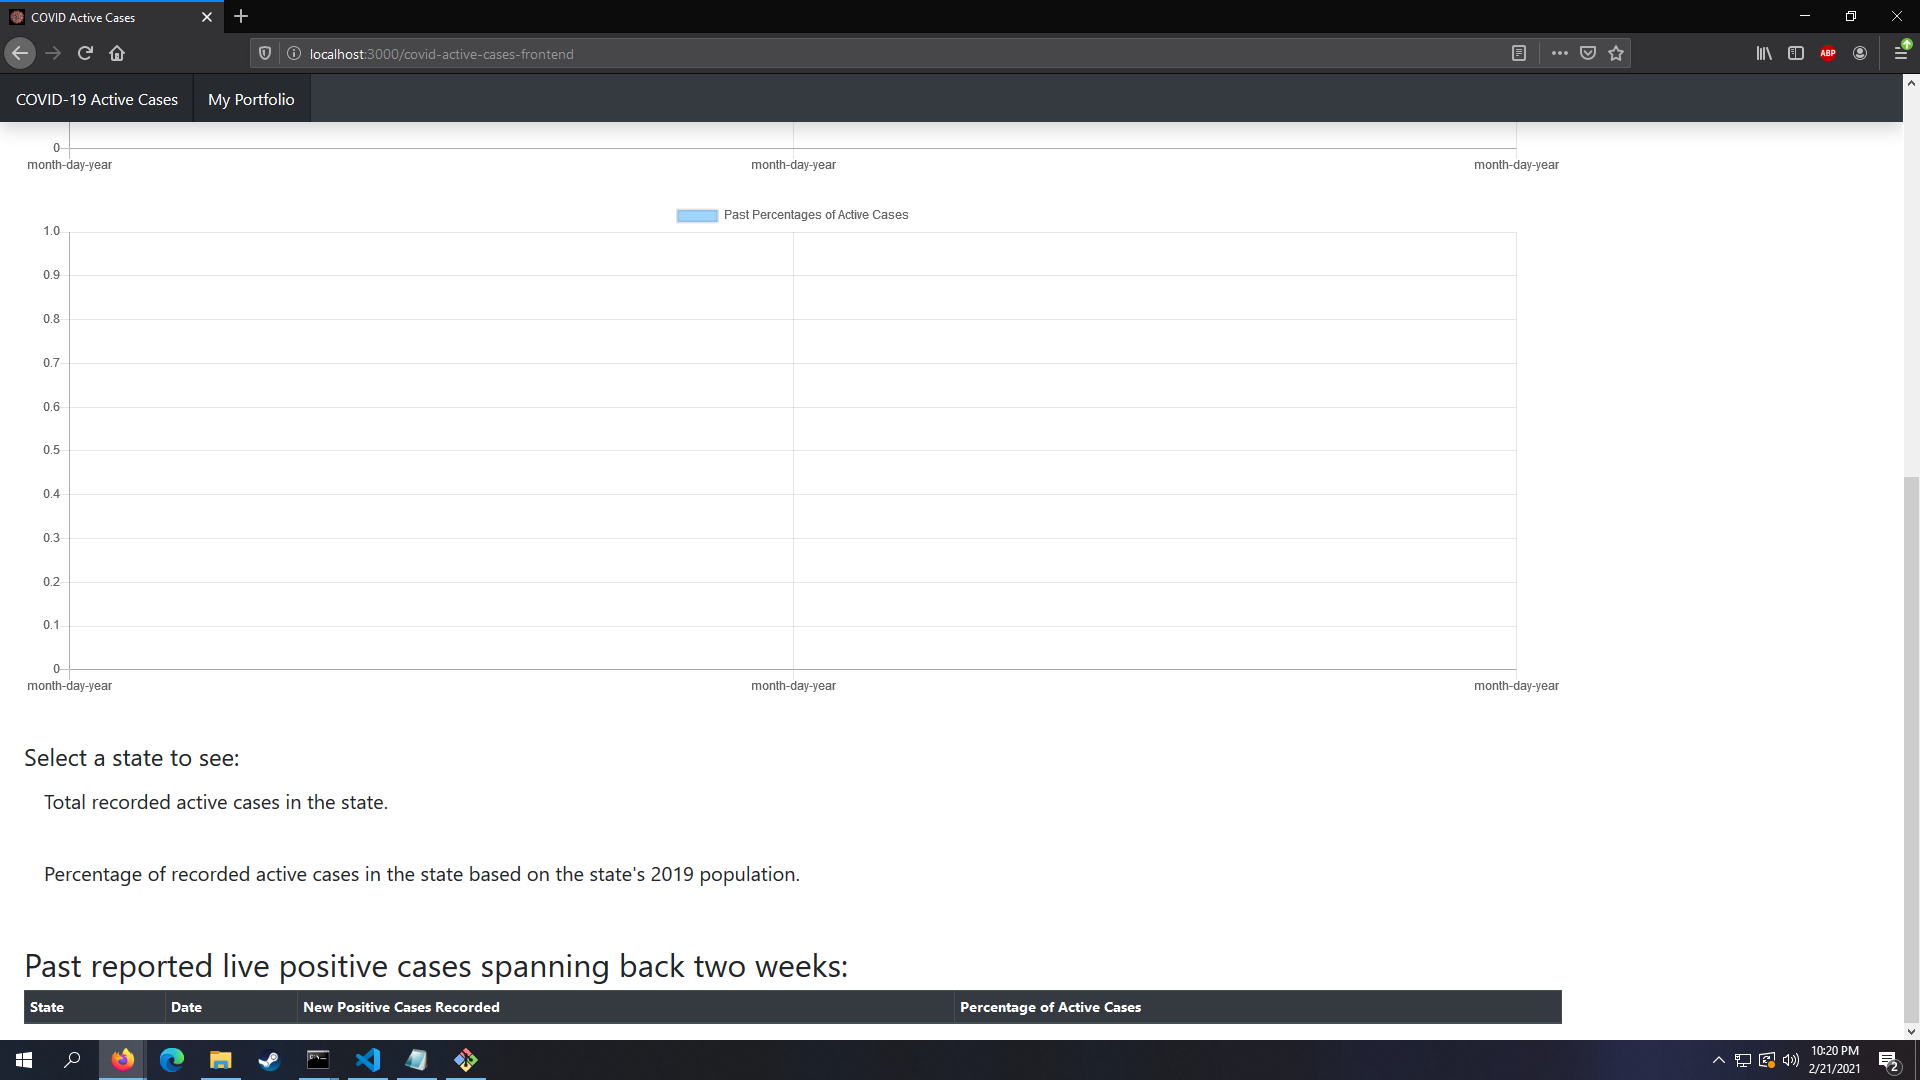 COVID Active Cases
localhost:3000/covid-active-cases-frontend
ABP
COVID-19 Active Cases
My Portfolio
0
month-day-year month-day-year month-day-year
Past Percentages of Active Cases
1.0
0.9
0.8
0.7
0.6
0.5
0.4
0.3
0.2
0.1
0
month-day-year month-day-year month-day-year
Select a state to see:
Total recorded active cases in the state.
Percentage of recorded active cases in the state based on the state's 2019 population.
Past reported live positive cases spanning back two weeks:
State Date New Positive Cases Recorded Percentage of Active Cases
10:20 PM
2/21/2021
2